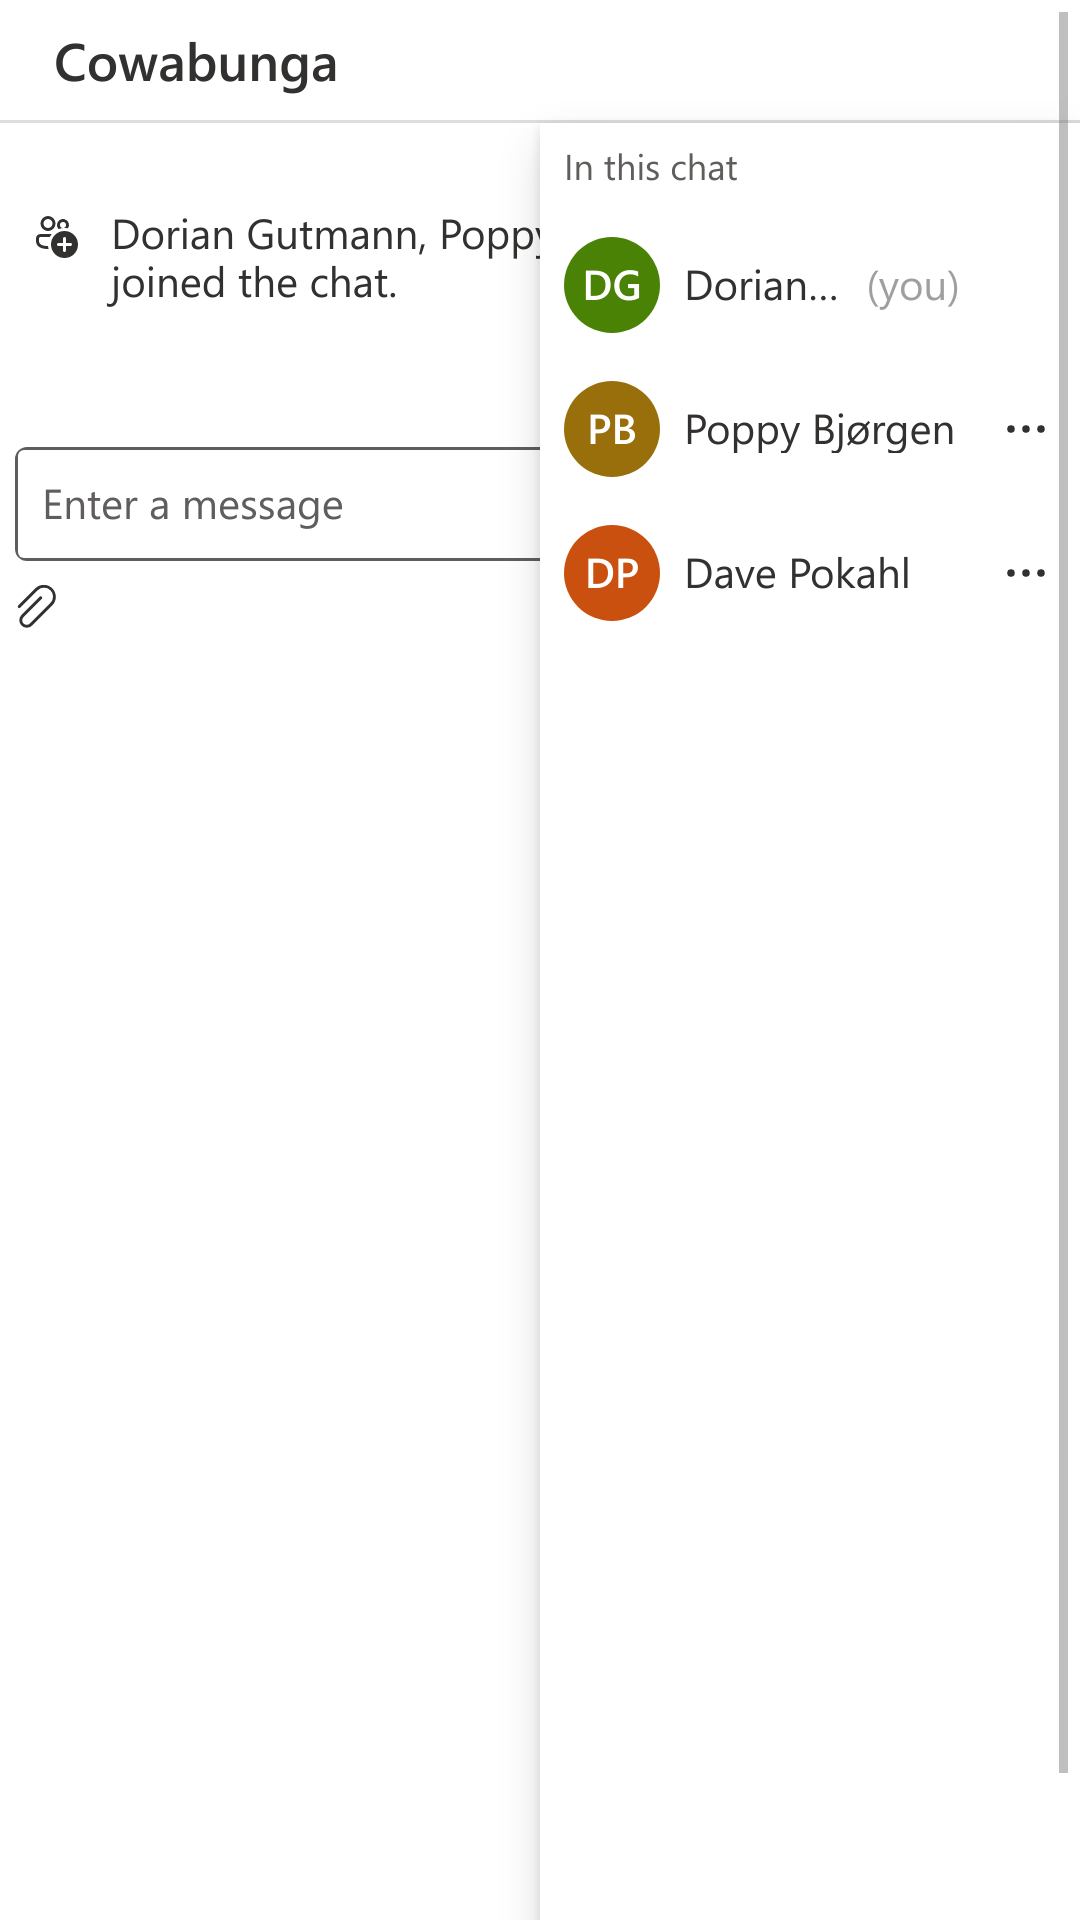 Cowabunga
Dorian Gutmann, Poppy
joined the chat.
Enter a message
In this chat
DG Dorian... (you)
PB Poppy Bjørgen
DP Dave Pokahl